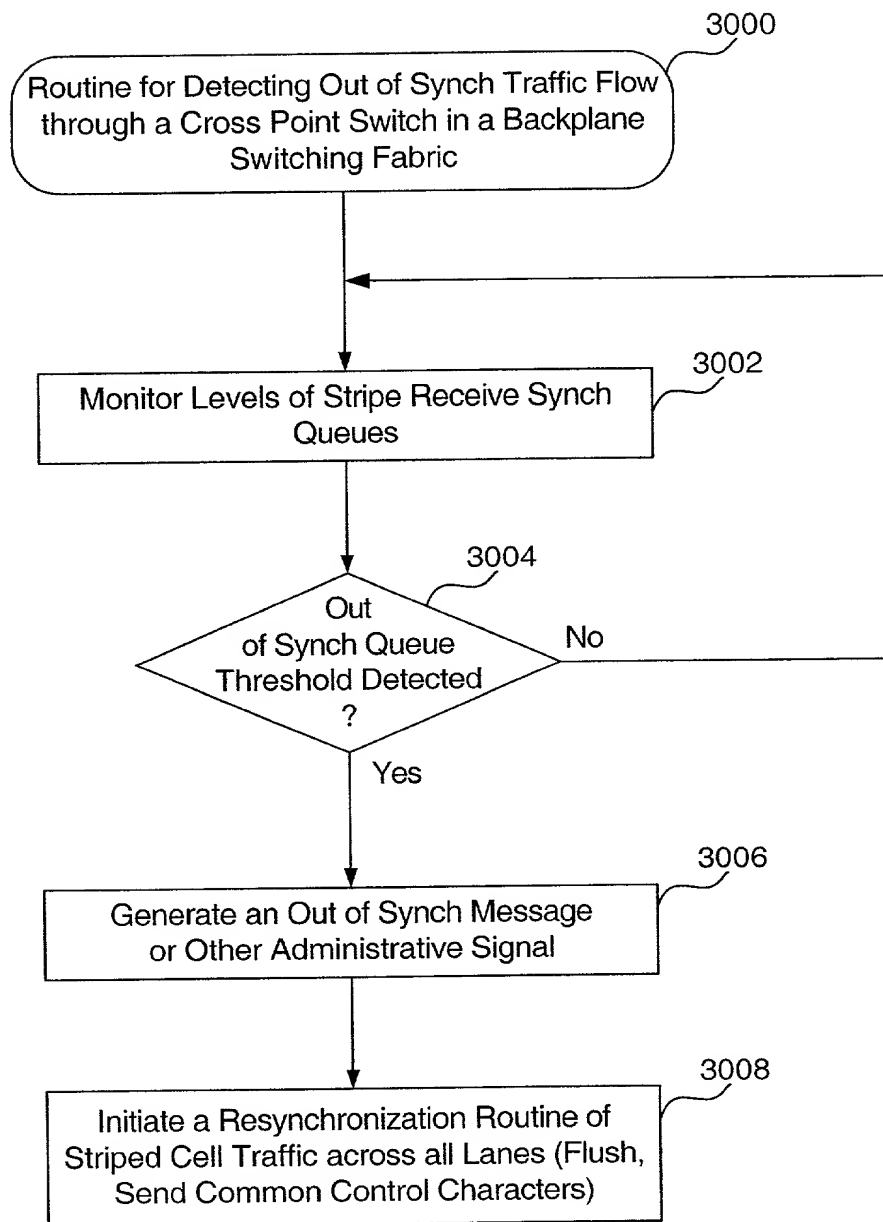 3000
Routine for Detecting Out of Synch Traffic Flow
through a Cross Point Switch in a Backplane
Switching Fabric
3002
Monitor Levels of Stripe Receive Synch
Queues
3004
Out
of Synch Queue
Threshold Detected
?
No
Yes
3006
Generate an Out of Synch Message
or Other Administrative Signal
3008
Initiate a Resynchronization Routine of
Striped Cell Traffic across all Lanes (Flush,
Send Common Control Characters)